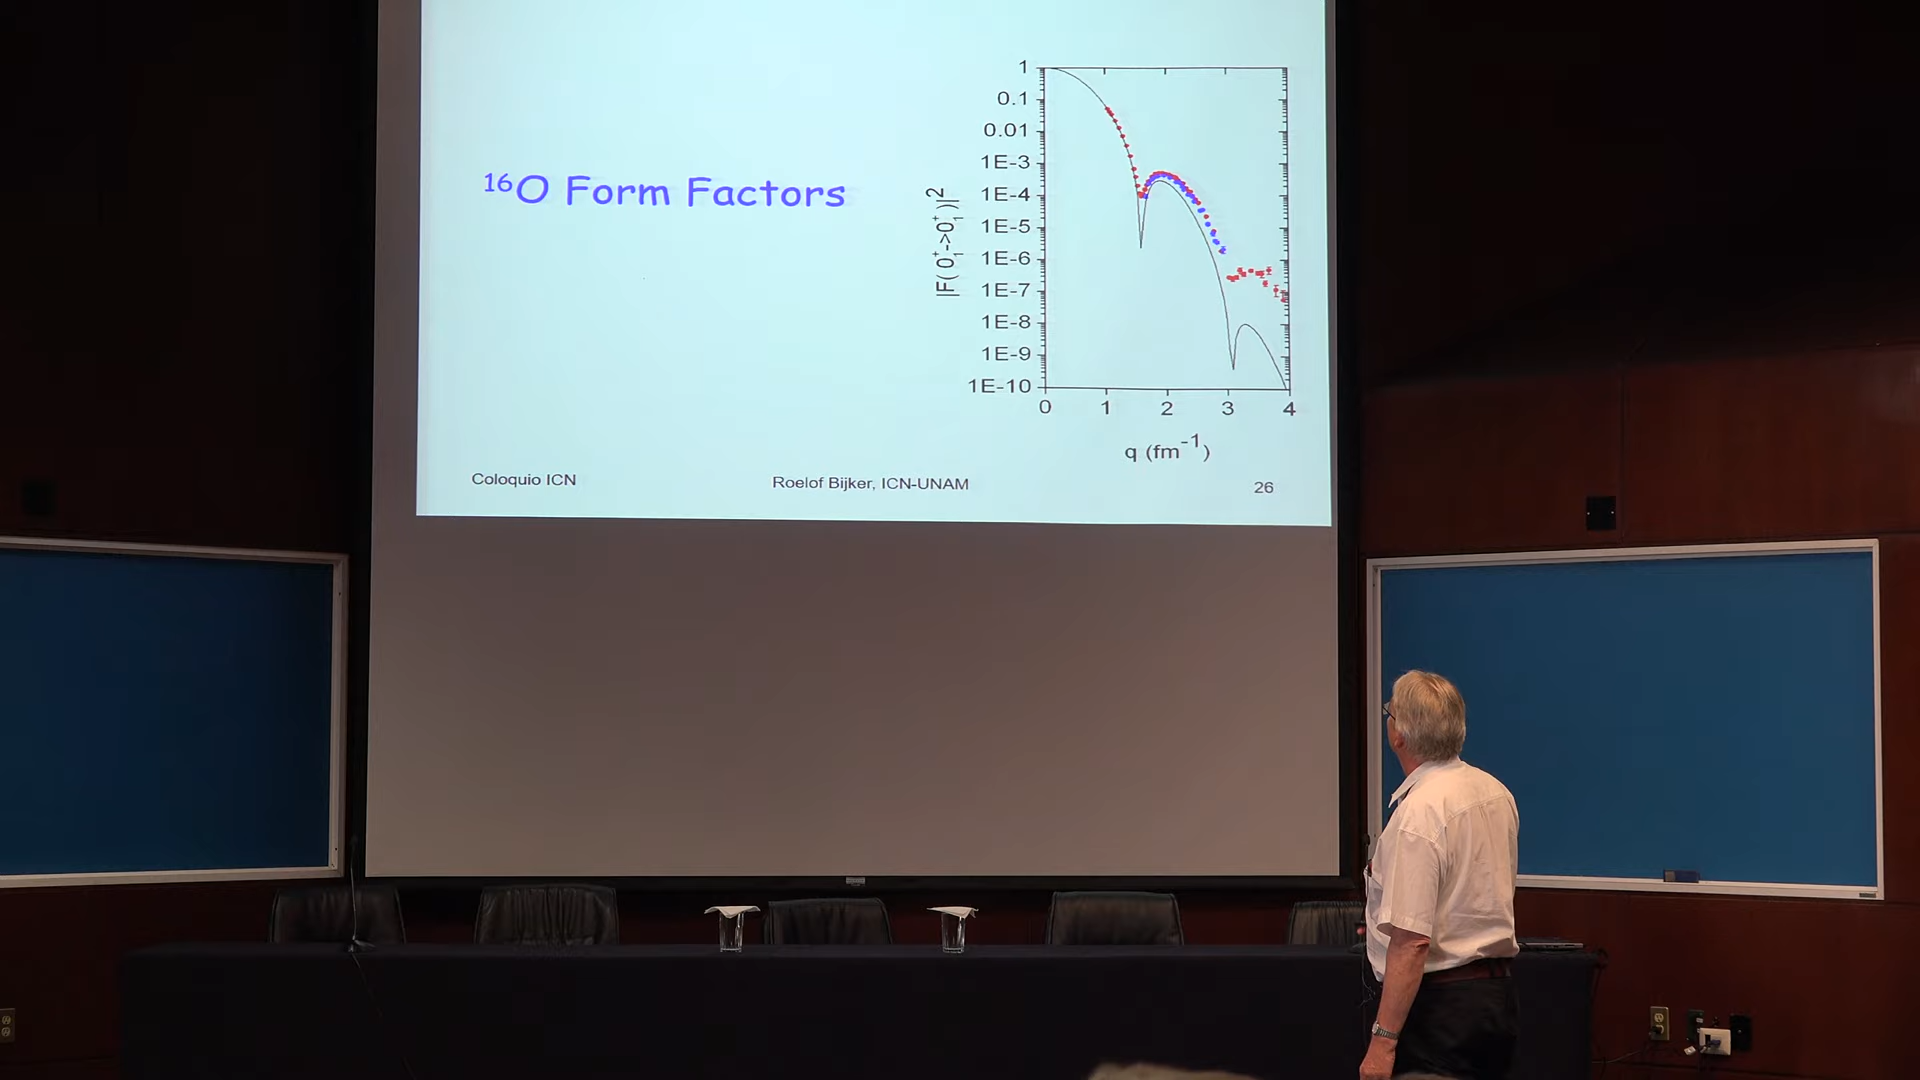 ¹⁶O Form Factors
|F(0₁⁺->0₁⁺)|²
1
0.1
0.01
1E-3
1E-4
1E-5
1E-6
1E-7
1E-8
1E-9
1E-10
0 1 2 3 4
q (fm⁻¹)
Coloquio ICN
Roelof Bijker, ICN-UNAM
26